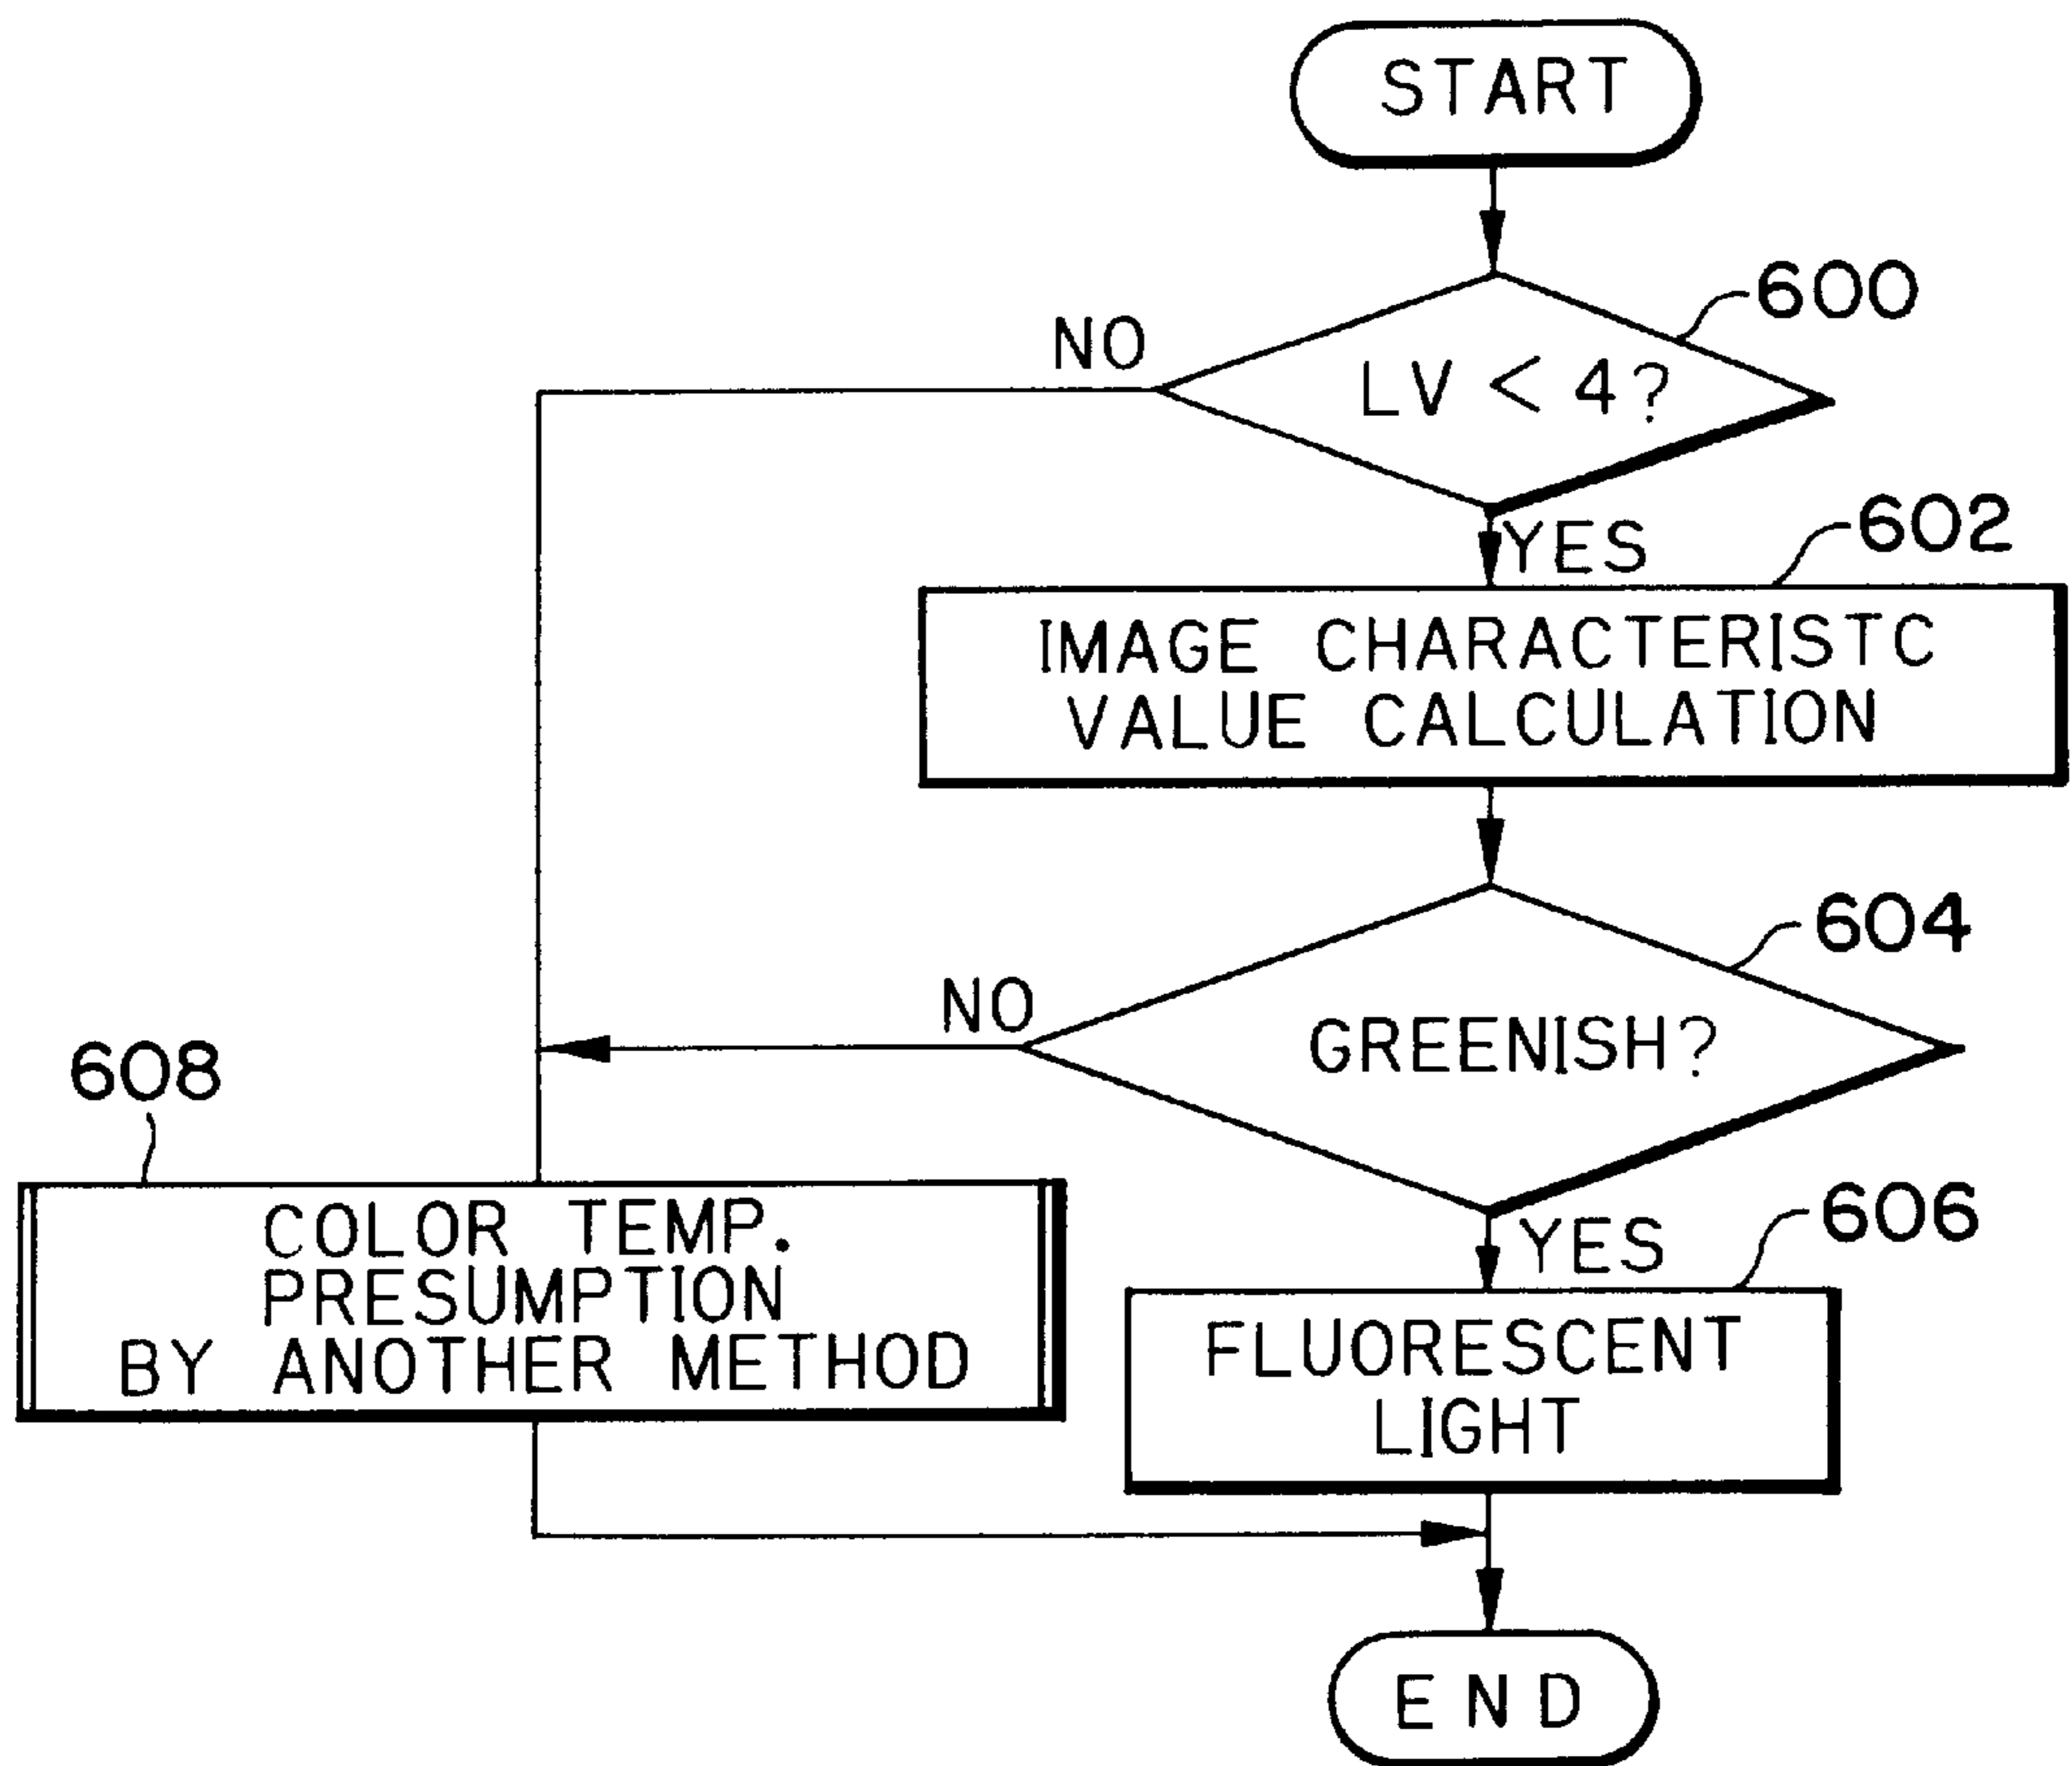 START
600
NO
LV < 4?
YES
602
IMAGE CHARACTERISTC
VALUE CALCULATION
604
NO
GREENISH?
608
YES
606
COLOR TEMP.
PRESUMPTION
BY ANOTHER METHOD
FLUORESCENT
LIGHT
END